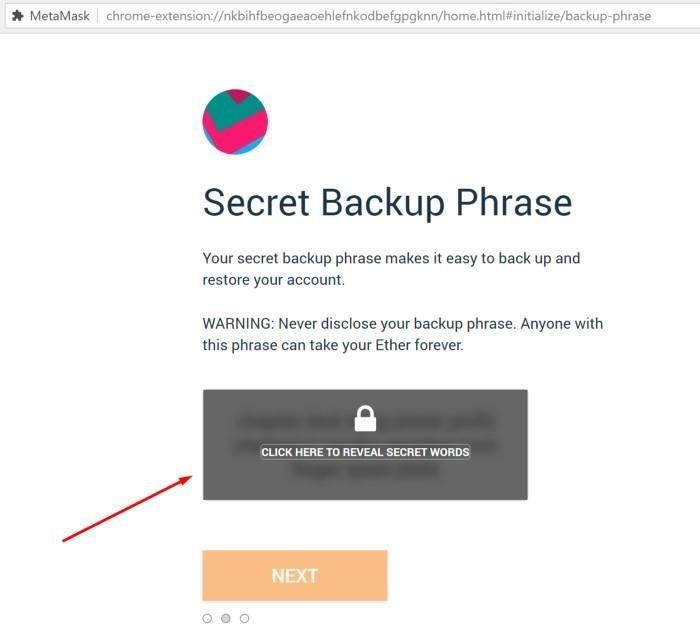 MetaMask chrome-extension://nkbihfbeogaeaoehlefnkodbefgpgknn/home.html#initialize/backup-phrase
Secret Backup Phrase
Your secret backup phrase makes it easy to back up and
restore your account.
WARNING: Never disclose your backup phrase. Anyone with
this phrase can take your Ether forever.
CLICK HERE TO REVEAL SECRET WORDS
NEXT